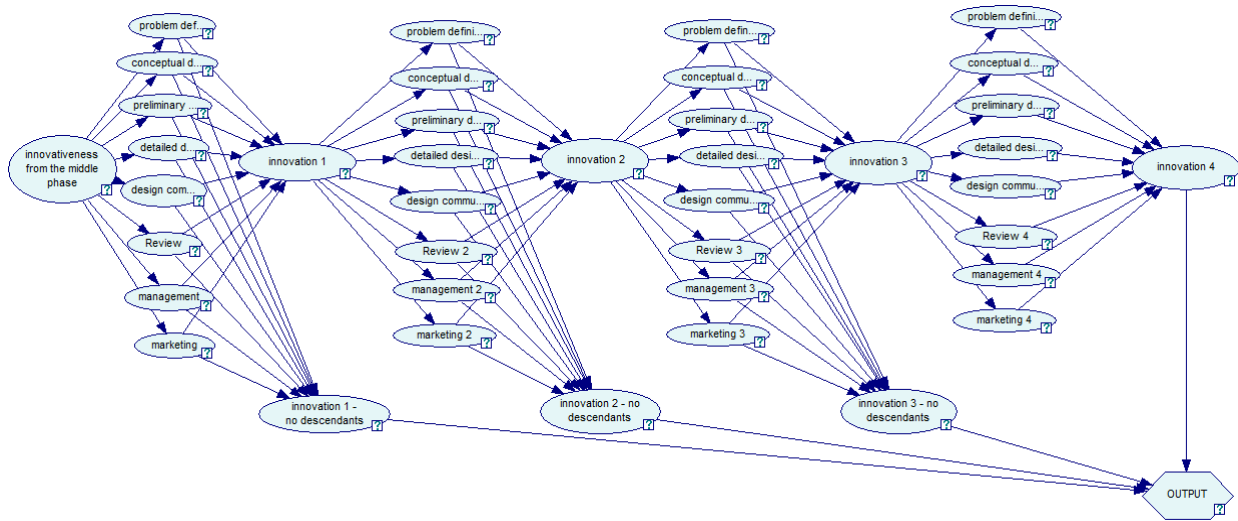 problem def...
conceptual d...
preliminary ...
detailed d...
design com...
Review
management
marketing
innovativeness
from the middle
phase
innovation 1
innovation 1 -
no descendants
problem defini...
conceptual d...
preliminary d...
detailed desi...
design commu...
Review 2
management 2
marketing 2
innovation 2
innovation 2 - no
descendants
problem defin...
conceptual d...
preliminary d...
detailed desi...
design commu...
Review 3
management 3
marketing 3
innovation 3
innovation 3 - no
descendants
problem defini...
conceptual d...
preliminary d...
detailed desi...
design commu...
Review 4
management 4
marketing 4
innovation 4
OUTPUT